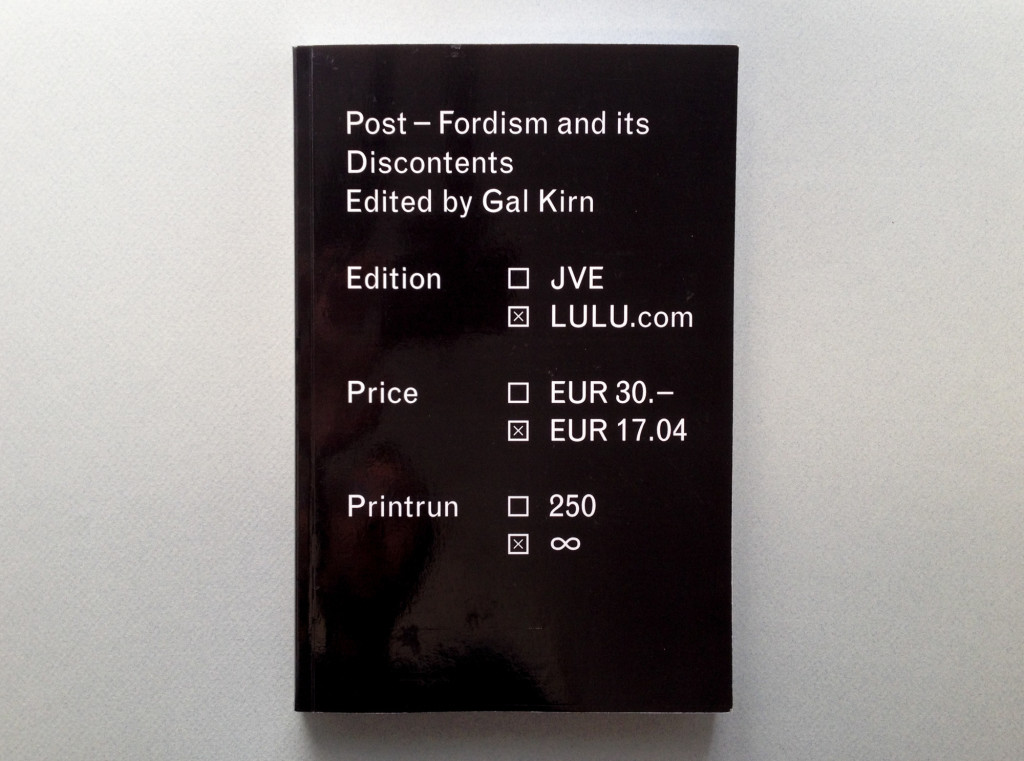 Post – Fordism and its
Discontents
Edited by Gal Kirn
Edition ☐ JVE
☒ LULU.com
Price ☐ EUR 30.–
☒ EUR 17.04
Printrun ☐ 250
☒ ∞